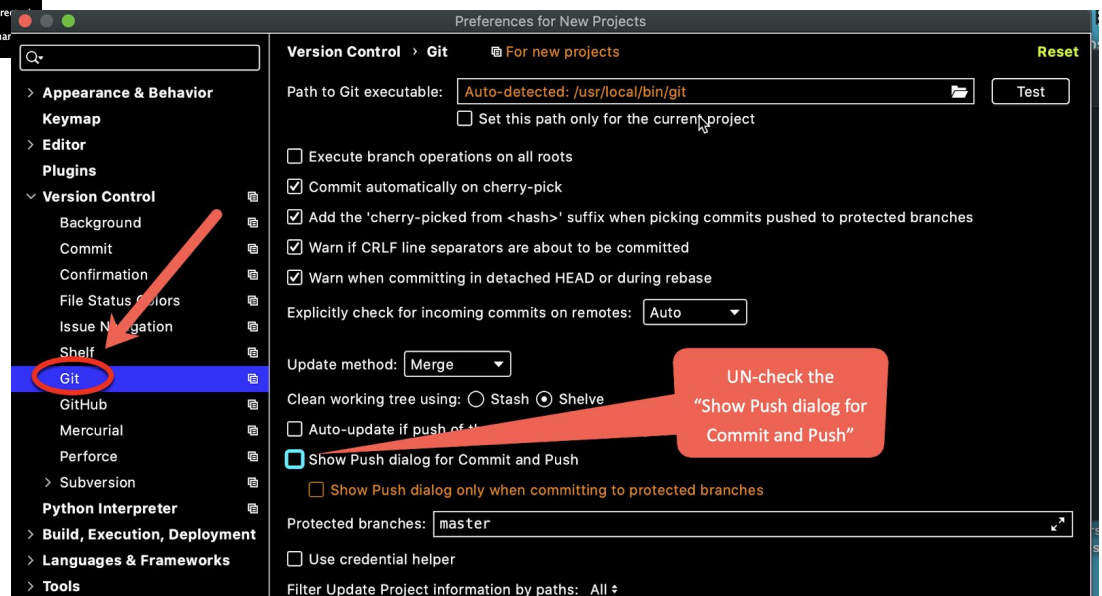 Preferences for New Projects
Version Control › Git
For new projects
Reset
> Appearance & Behavior
Keymap
> Editor
Plugins
Version Control
Background
Commit
Confirmation
File Status Colors
Issue Navigation
Shelf
Git
GitHub
Mercurial
Perforce
> Subversion
Python Interpreter
> Build, Execution, Deployment
> Languages & Frameworks
> Tools
Path to Git executable:
Auto-detected: /usr/local/bin/git
Test
Set this path only for the current project
Execute branch operations on all roots
Commit automatically on cherry-pick
Add the 'cherry-picked from <hash>' suffix when picking commits pushed to protected branches
Warn if CRLF line separators are about to be committed
Warn when committing in detached HEAD or during rebase
Explicitly check for incoming commits on remotes: Auto
Update method: Merge
Clean working tree using: Stash Shelve
Auto-update if push of
Show Push dialog for Commit and Push
Show Push dialog only when committing to protected branches
Protected branches: master
Use credential helper
Filter Update Project information by paths: All
UN-check the
“Show Push dialog for
Commit and Push”